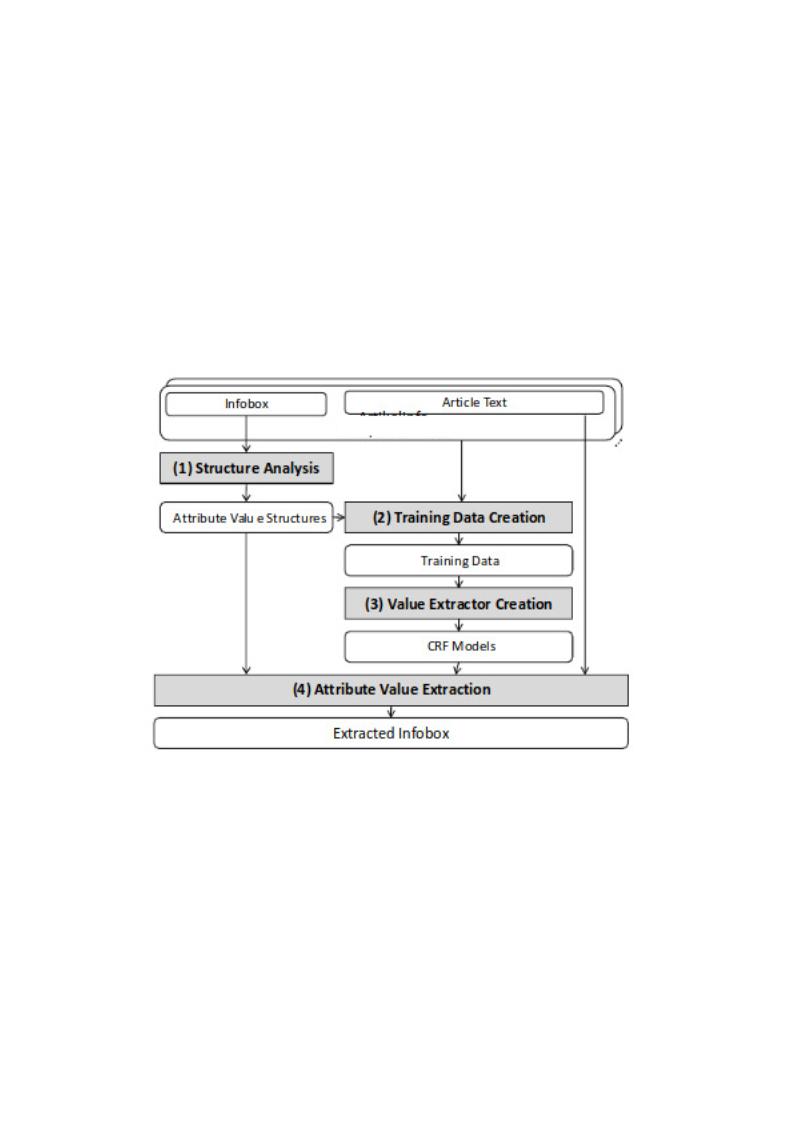 Infobox
Article Text
(1) Structure Analysis
Attribute Value Structures
(2) Training Data Creation
Training Data
(3) Value Extractor Creation
CRF Models
(4) Attribute Value Extraction
Extracted Infobox